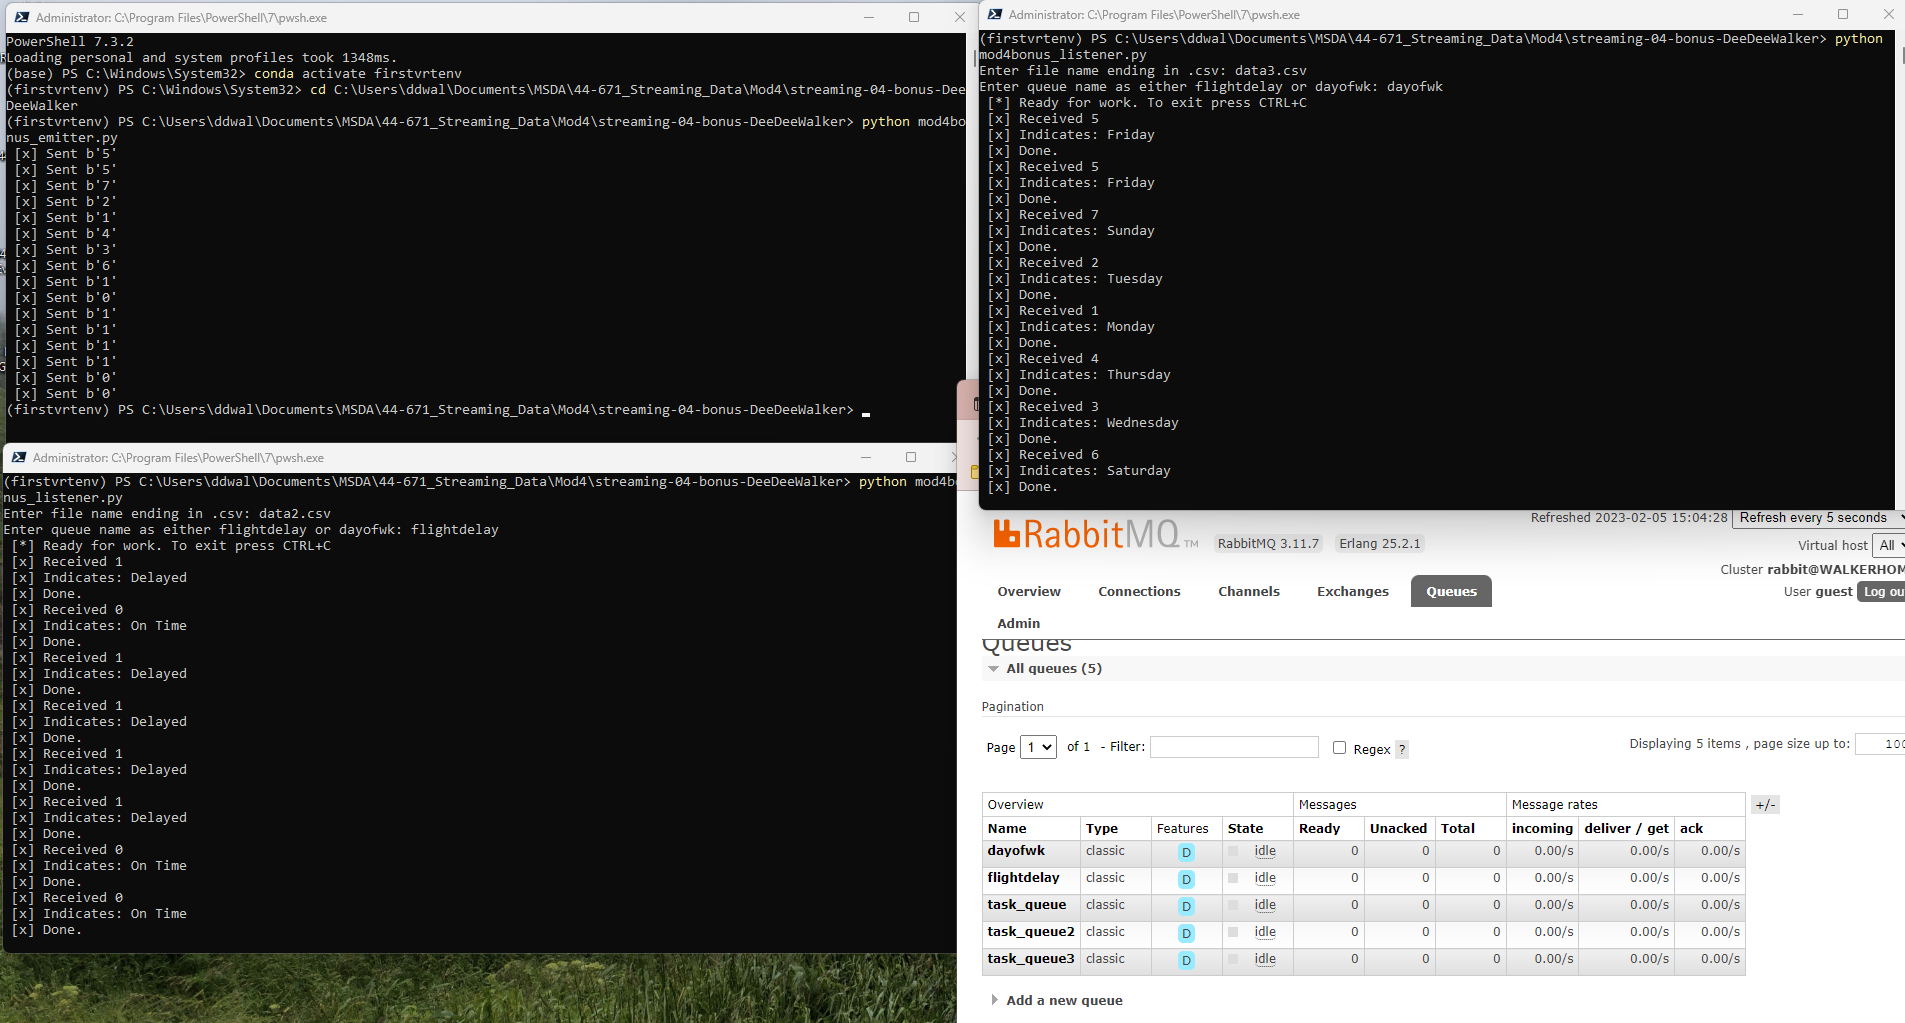 Administrator: C:\Program Files\PowerShell\7\pwsh.exe
PowerShell 7.3.2
Loading personal and system profiles took 1348ms.
(base) PS C:\Windows\System32> conda activate firstvrtenv
(firstvrtenv) PS C:\Windows\System32> cd C:\Users\ddwal\Documents\MSDA\44-671_Streaming_Data\Mod4\streaming-04-bonus-Dee
DeeWalker
(firstvrtenv) PS C:\Users\ddwal\Documents\MSDA\44-671_Streaming_Data\Mod4\streaming-04-bonus-DeeDeeWalker> python mod4bo
nus_emitter.py
[x] Sent b'5'
[x] Sent b'5'
[x] Sent b'7'
[x] Sent b'2'
[x] Sent b'1'
[x] Sent b'4'
[x] Sent b'3'
[x] Sent b'6'
[x] Sent b'1'
[x] Sent b'0'
[x] Sent b'1'
[x] Sent b'1'
[x] Sent b'1'
[x] Sent b'1'
[x] Sent b'0'
[x] Sent b'0'
(firstvrtenv) PS C:\Users\ddwal\Documents\MSDA\44-671_Streaming_Data\Mod4\streaming-04-bonus-DeeDeeWalker>
Administrator: C:\Program Files\PowerShell\7\pwsh.exe
(firstvrtenv) PS C:\Users\ddwal\Documents\MSDA\44-671_Streaming_Data\Mod4\streaming-04-bonus-DeeDeeWalker> python mod4b
nus_listener.py
Enter file name ending in .csv: data2.csv
Enter queue name as either flightdelay or dayofwk: flightdelay
[*] Ready for work. To exit press CTRL+C
[x] Received 1
[x] Indicates: Delayed
[x] Done.
[x] Received 0
[x] Indicates: On Time
[x] Done.
[x] Received 1
[x] Indicates: Delayed
[x] Done.
[x] Received 1
[x] Indicates: Delayed
[x] Done.
[x] Received 1
[x] Indicates: Delayed
[x] Done.
[x] Received 1
[x] Indicates: Delayed
[x] Done.
[x] Received 0
[x] Indicates: On Time
[x] Done.
[x] Received 0
[x] Indicates: On Time
[x] Done.
Administrator: C:\Program Files\PowerShell\7\pwsh.exe
(firstvrtenv) PS C:\Users\ddwal\Documents\MSDA\44-671_Streaming_Data\Mod4\streaming-04-bonus-DeeDeeWalker> python
mod4bonus_listener.py
Enter file name ending in .csv: data3.csv
Enter queue name as either flightdelay or dayofwk: dayofwk
[*] Ready for work. To exit press CTRL+C
[x] Received 5
[x] Indicates: Friday
[x] Done.
[x] Received 5
[x] Indicates: Friday
[x] Done.
[x] Received 7
[x] Indicates: Sunday
[x] Done.
[x] Received 2
[x] Indicates: Tuesday
[x] Done.
[x] Received 1
[x] Indicates: Monday
[x] Done.
[x] Received 4
[x] Indicates: Thursday
[x] Done.
[x] Received 3
[x] Indicates: Wednesday
[x] Done.
[x] Received 6
[x] Indicates: Saturday
[x] Done.
Refreshed 2023-02-05 15:04:28 Refresh every 5 seconds
RabbitMQ TM RabbitMQ 3.11.7 Erlang 25.2.1
Virtual host All
Cluster rabbit@WALKERHOM
User guest Log ou
Overview Connections Channels Exchanges Queues
Admin
Queues
All queues (5)
Pagination
Page 1 of 1 - Filter: Regex ? Displaying 5 items , page size up to: 100
Overview Messages Message rates +/-
Name Type Features State Ready Unacked Total incoming deliver / get ack
dayofwk classic D idle 0 0 0 0.00/s 0.00/s 0.00/s
flightdelay classic D idle 0 0 0 0.00/s 0.00/s 0.00/s
task_queue classic D idle 0 0 0 0.00/s 0.00/s 0.00/s
task_queue2 classic D idle 0 0 0 0.00/s 0.00/s 0.00/s
task_queue3 classic D idle 0 0 0 0.00/s 0.00/s 0.00/s
Add a new queue